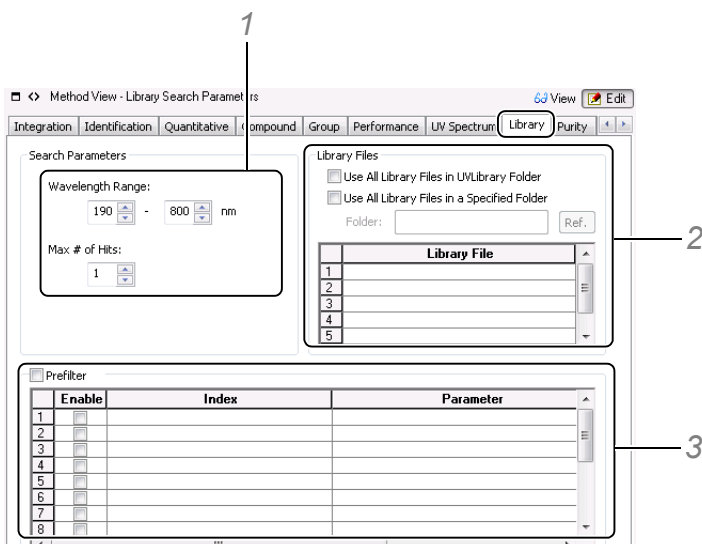 1
Method View - Library Search Parameters
View Edit
Integration Identification Quantitative Compound Group Performance UV Spectrum Library Purity
Search Parameters
Wavelength Range:
190 - 800 nm
Max # of Hits:
1
Library Files
Use All Library Files in UVLibrary Folder
Use All Library Files in a Specified Folder
Folder: Ref.
Library File
1
2
3
4
5
2
Prefilter
Enable Index Parameter
1
2
3
4
5
6
7
8
3